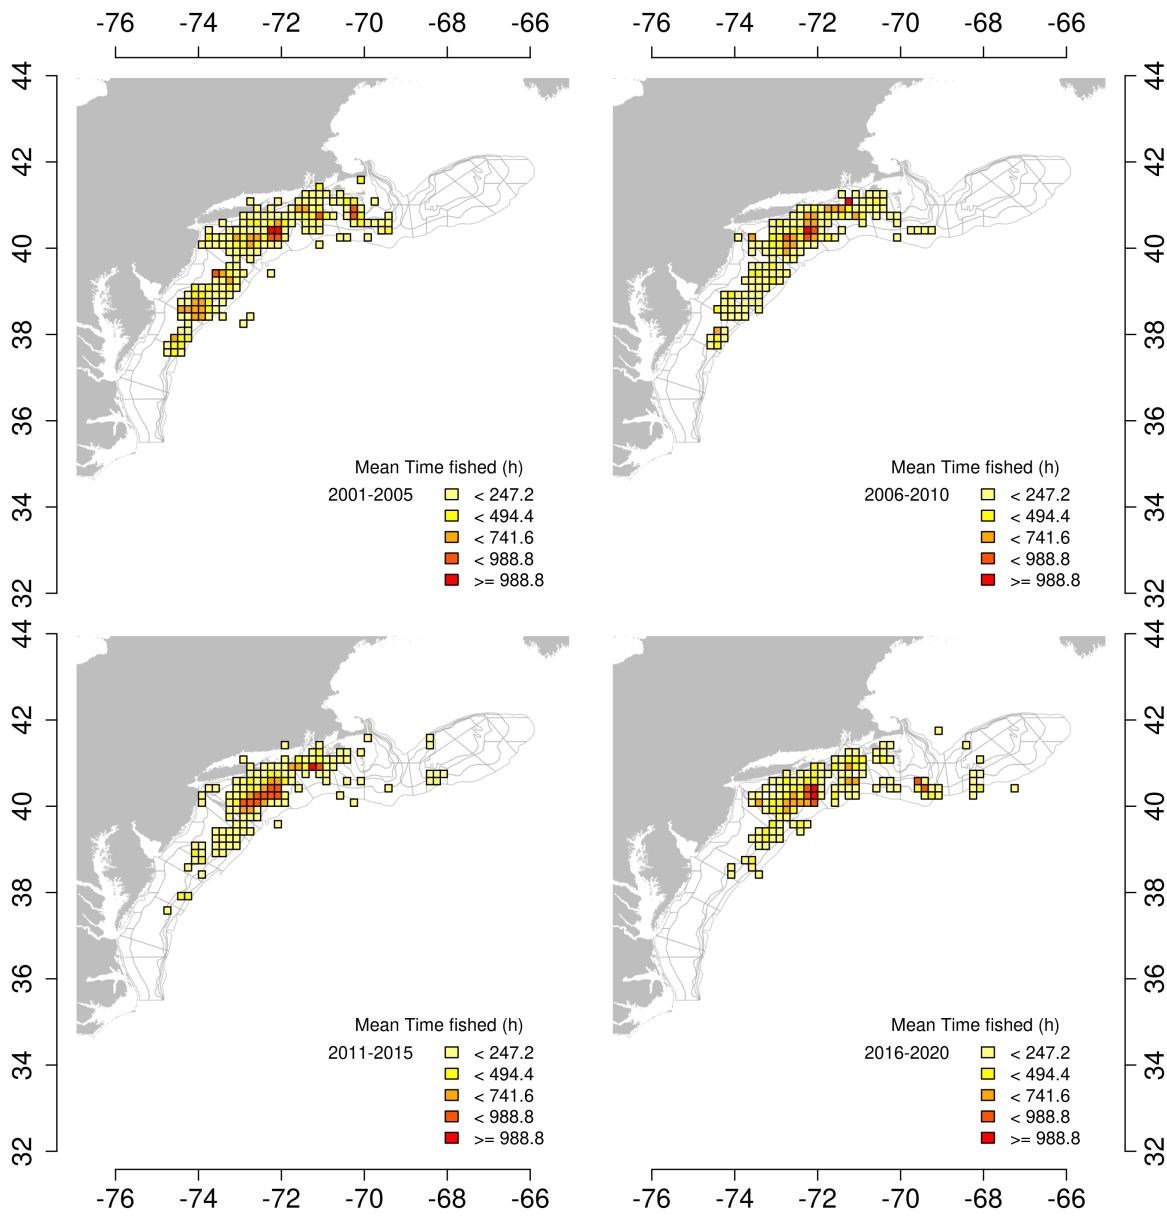 -76 -74 -72 -70 -68 -66 -76 -74 -72 -70 -68 -66
44 44
42 42
40 40
38 38
36 36
Mean Time fished (h) Mean Time fished (h)
2001-2005 < 247.2 2006-2010 < 247.2
34 < 494.4 < 494.4 34
< 741.6 < 741.6
< 988.8 < 988.8
>= 988.8 >= 988.8
32 32
44 44
42 42
40 40
38 38
36 36
Mean Time fished (h) Mean Time fished (h)
2011-2015 < 247.2 2016-2020 < 247.2
34 < 494.4 < 494.4 34
< 741.6 < 741.6
< 988.8 < 988.8
>= 988.8 >= 988.8
32 32
-76 -74 -72 -70 -68 -66 -76 -74 -72 -70 -68 -66